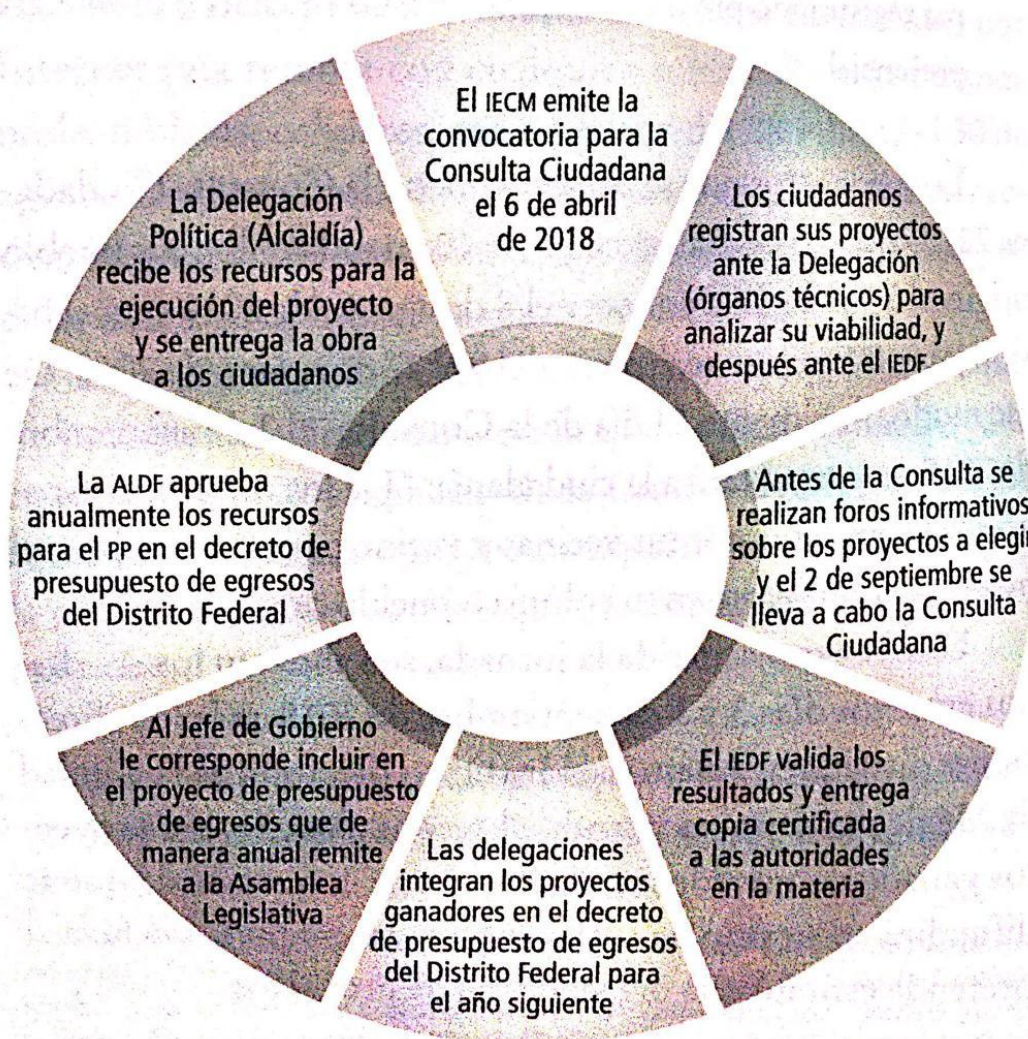 El IECM emite la
convocatoria para la
Consulta Ciudadana
el 6 de abril
de 2018
Los ciudadanos
registran sus proyectos
ante la Delegación
(órganos técnicos) para
analizar su viabilidad, y
después ante el IEDF
Antes de la Consulta se
realizan foros informativos
sobre los proyectos a elegir
y el 2 de septiembre se
lleva a cabo la Consulta
Ciudadana
El IEDF valida los
resultados y entrega
copia certificada
a las autoridades
en la materia
Las delegaciones
integran los proyectos
ganadores en el decreto
de presupuesto de egresos
del Distrito Federal para
el año siguiente
Al Jefe de Gobierno
le corresponde incluir en
el proyecto de presupuesto
de egresos que de
manera anual remite
a la Asamblea
Legislativa
La ALDF aprueba
anualmente los recursos
para el PP en el decreto de
presupuesto de egresos
del Distrito Federal
La Delegación
Política (Alcaldía)
recibe los recursos para la
ejecución del proyecto
y se entrega la obra
a los ciudadanos